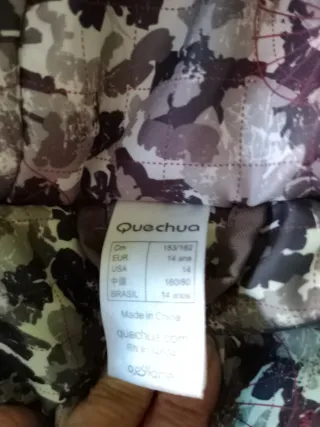 Quechua
Cm 153/162
EUR 14 ans
USA 14
中国 160/80
BRASIL 14 anos
Made in China
quechua.com